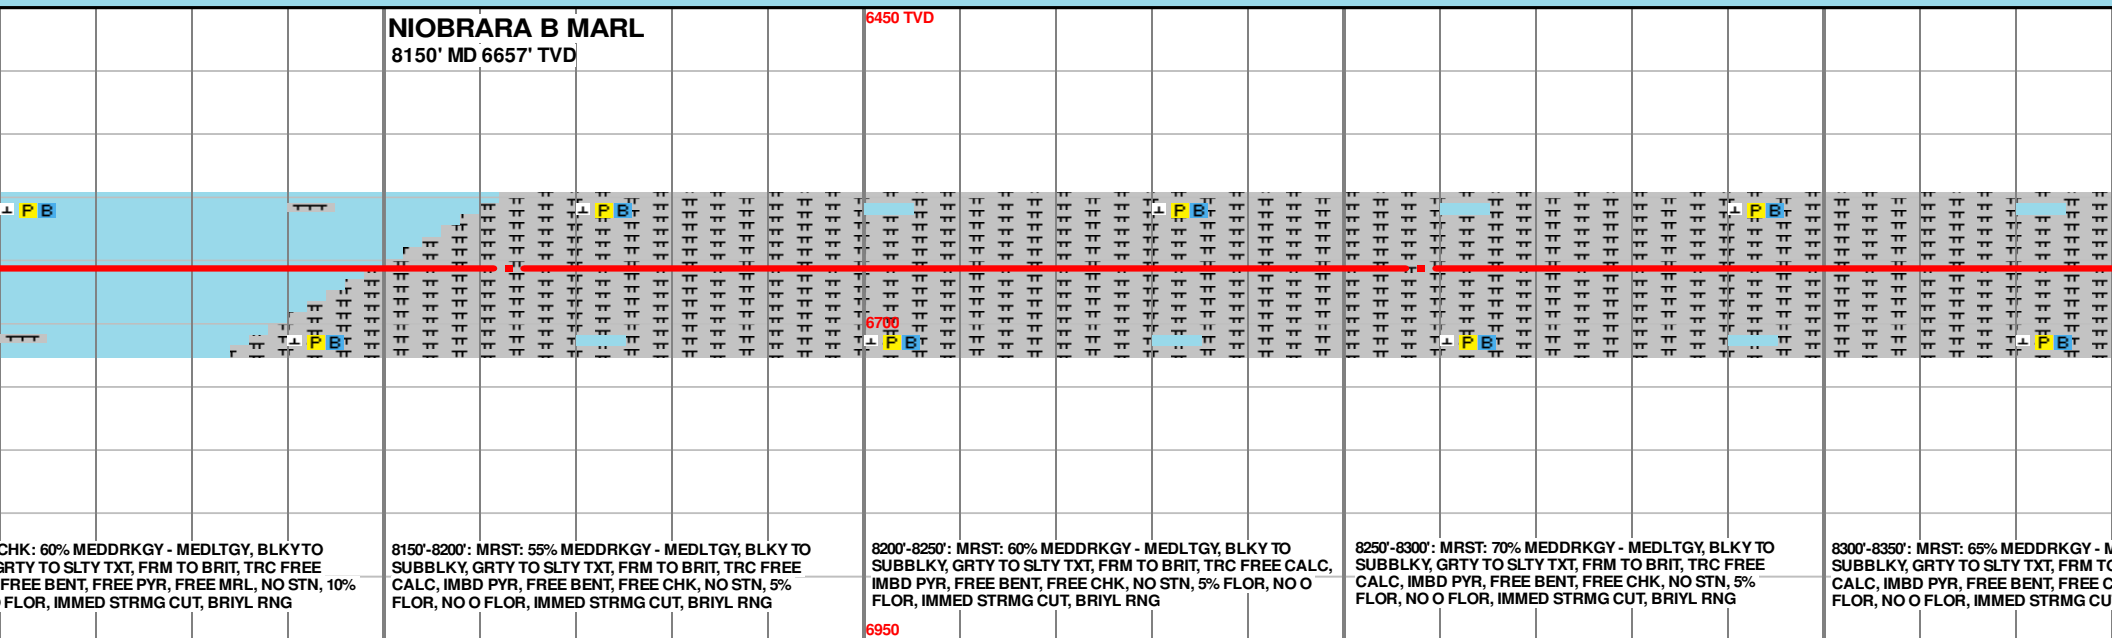 NIOBRARA B MARL
8150' MD 6657' TVD
6450 TVD
P B
P B
P B
P B
6700
P B
P B
P B
P B
CHK: 60% MEDDRKGY - MEDLTGY, BLKY TO
GRTY TO SLTY TXT, FRM TO BRIT, TRC FREE
FREE BENT, FREE PYR, FREE MRL, NO STN, 10%
FLOR, IMMED STRMG CUT, BRIYL RNG
8150'-8200': MRST: 55% MEDDRKGY - MEDLTGY, BLKY TO
SUBBLKY, GRTY TO SLTY TXT, FRM TO BRIT, TRC FREE
CALC, IMBD PYR, FREE BENT, FREE CHK, NO STN, 5%
FLOR, NO O FLOR, IMMED STRMG CUT, BRIYL RNG
8200'-8250': MRST: 60% MEDDRKGY - MEDLTGY, BLKY TO
SUBBLKY, GRTY TO SLTY TXT, FRM TO BRIT, TRC FREE CALC,
IMBD PYR, FREE BENT, FREE CHK, NO STN, 5% FLOR, NO O
FLOR, IMMED STRMG CUT, BRIYL RNG
8250'-8300': MRST: 70% MEDDRKGY - MEDLTGY, BLKY TO
SUBBLKY, GRTY TO SLTY TXT, FRM TO BRIT, TRC FREE
CALC, IMBD PYR, FREE BENT, FREE CHK, NO STN, 5%
FLOR, NO O FLOR, IMMED STRMG CUT, BRIYL RNG
8300'-8350': MRST: 65% MEDDRKGY - M
SUBBLKY, GRTY TO SLTY TXT, FRM TO
CALC, IMBD PYR, FREE BENT, FREE C
FLOR, NO O FLOR, IMMED STRMG CU
6950